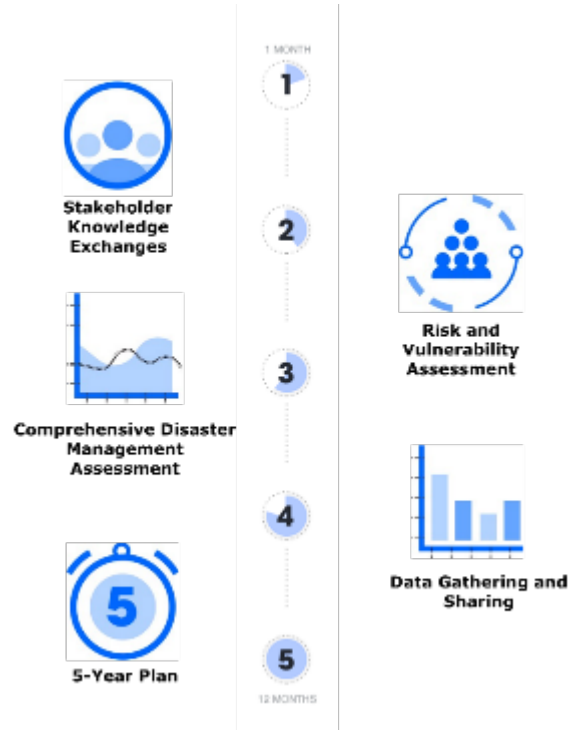 1 MONTH
1
Stakeholder
Knowledge
Exchanges
2
Risk and
Vulnerability
Assessment
3
Comprehensive Disaster
Management
Assessment
4
Data Gathering and
Sharing
5
5-Year Plan
5
12 MONTHS